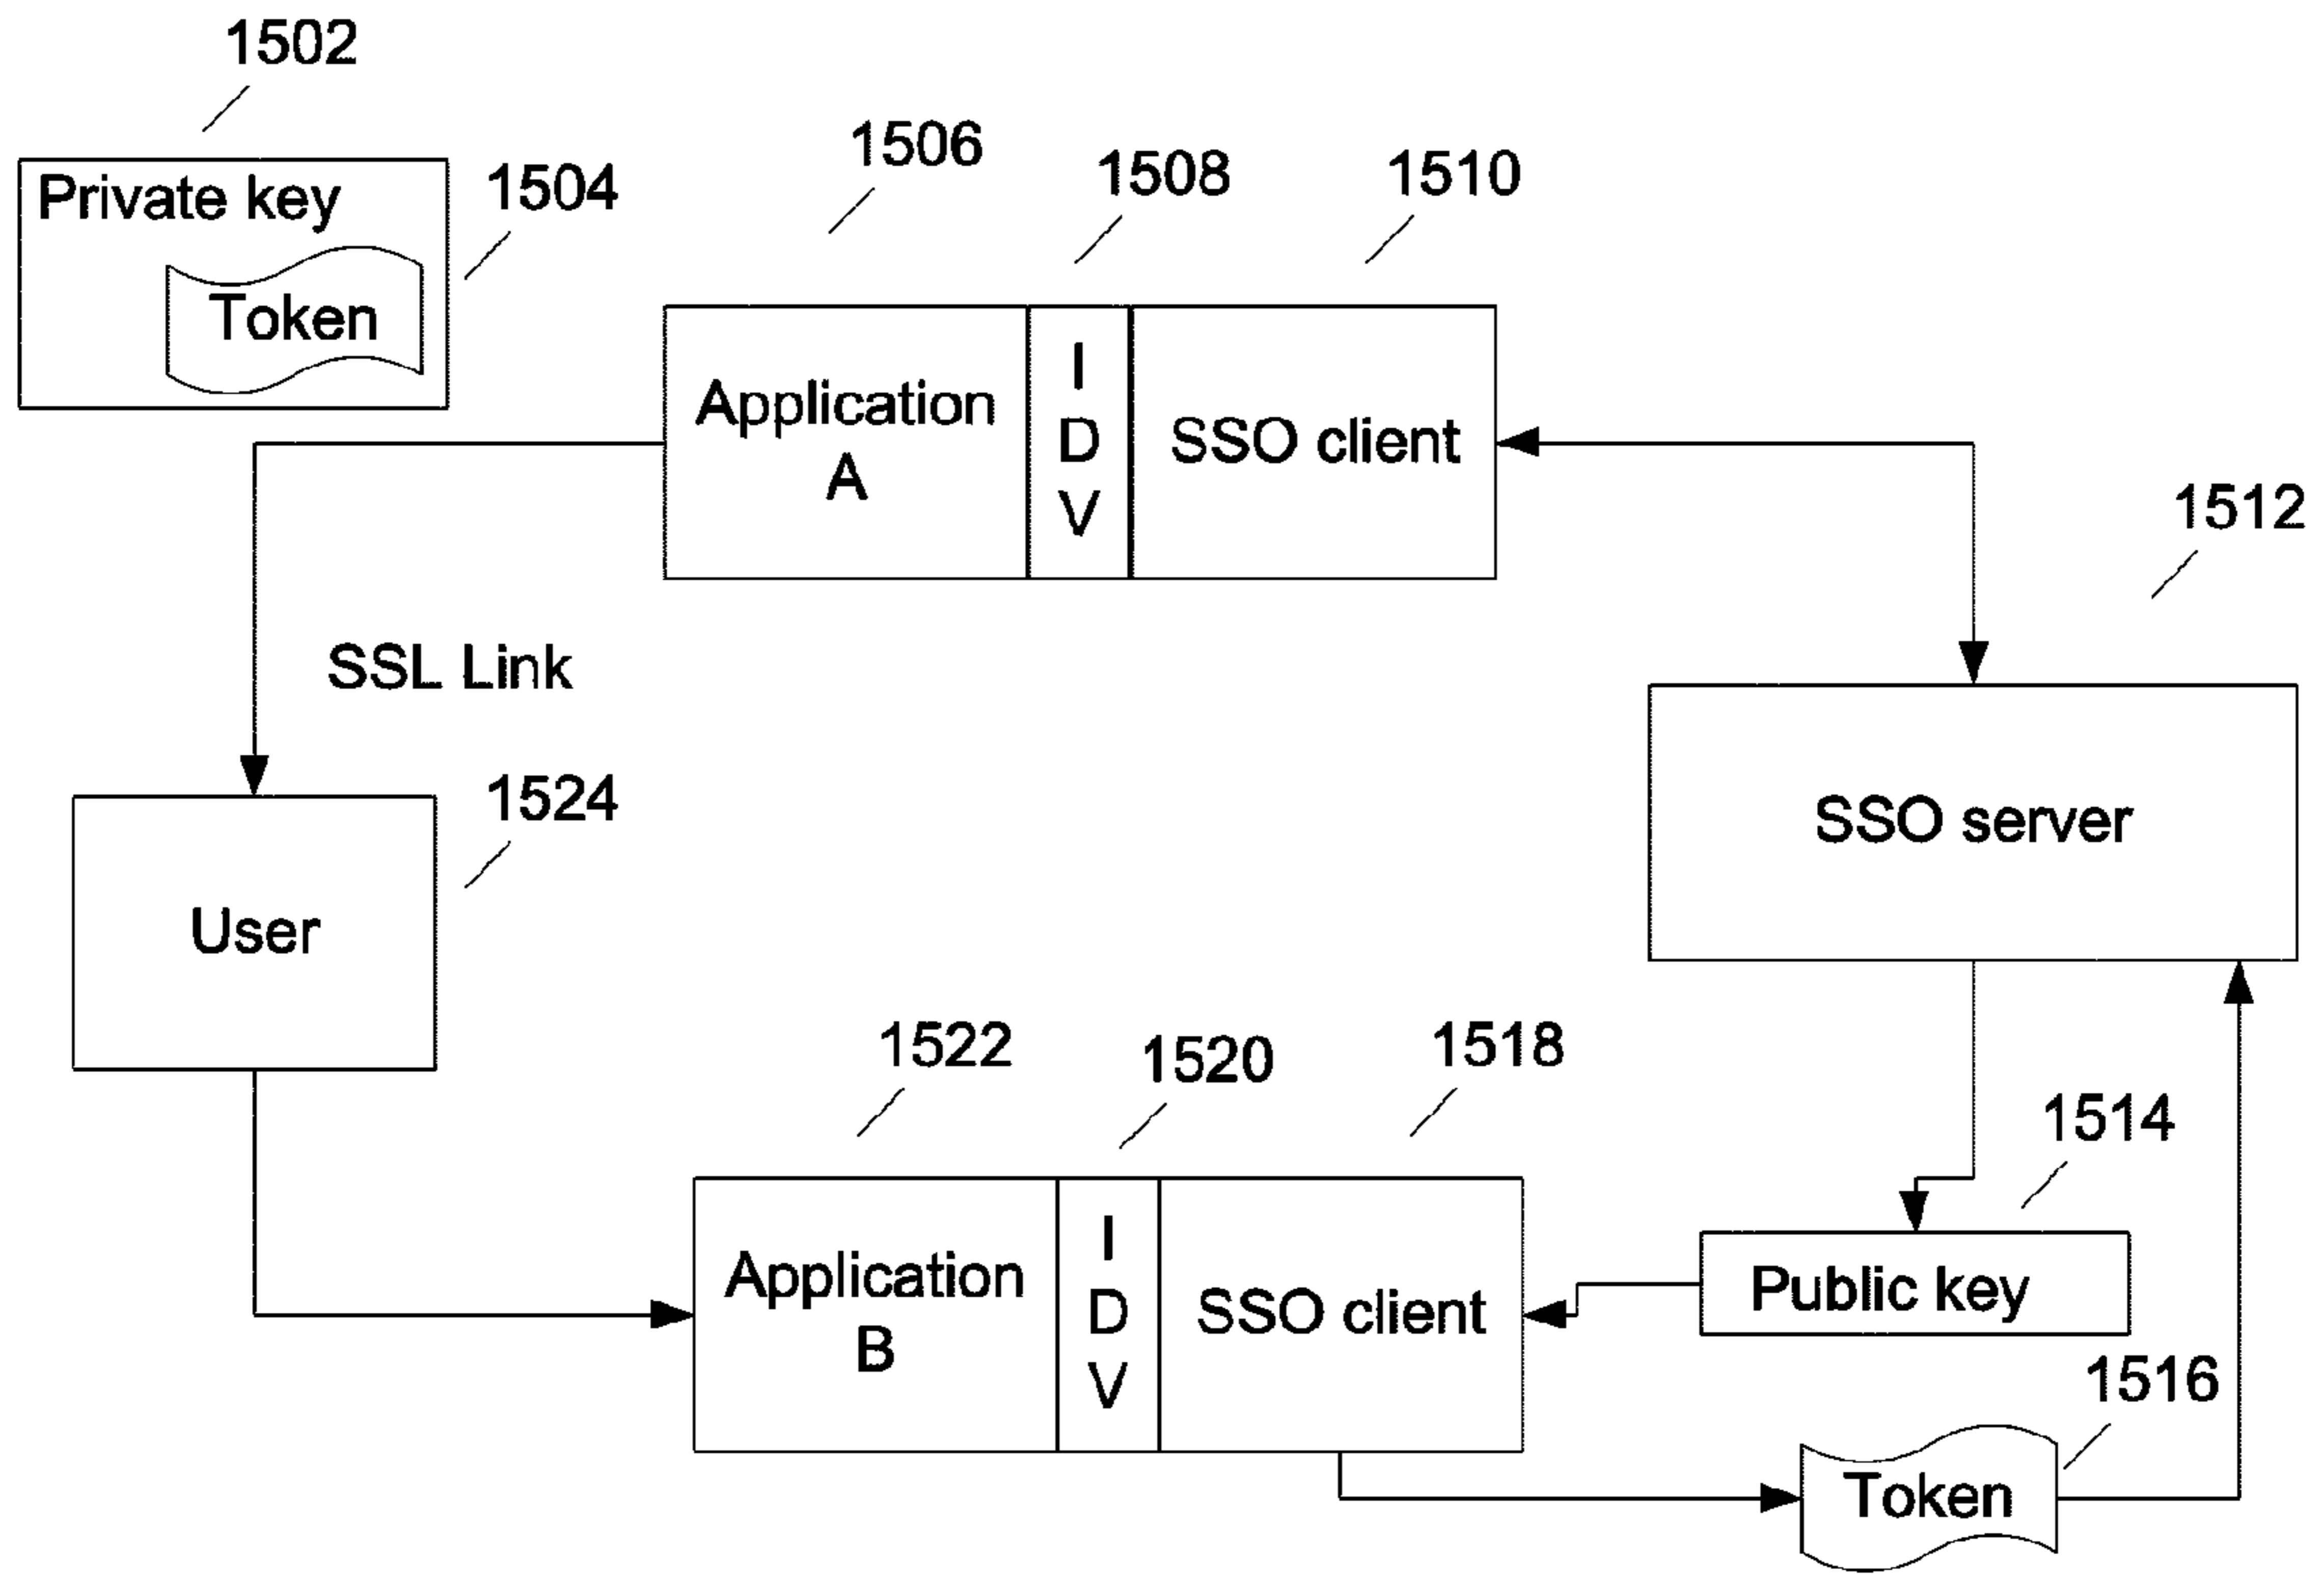 1502
1504
Private key
Token
1506
1508
1510
Application
A
I
D
V
SSO client
1512
SSL Link
SSO server
1524
User
1522
1520
1518
1514
Application
B
I
D
V
SSO client
Public key
1516
Token